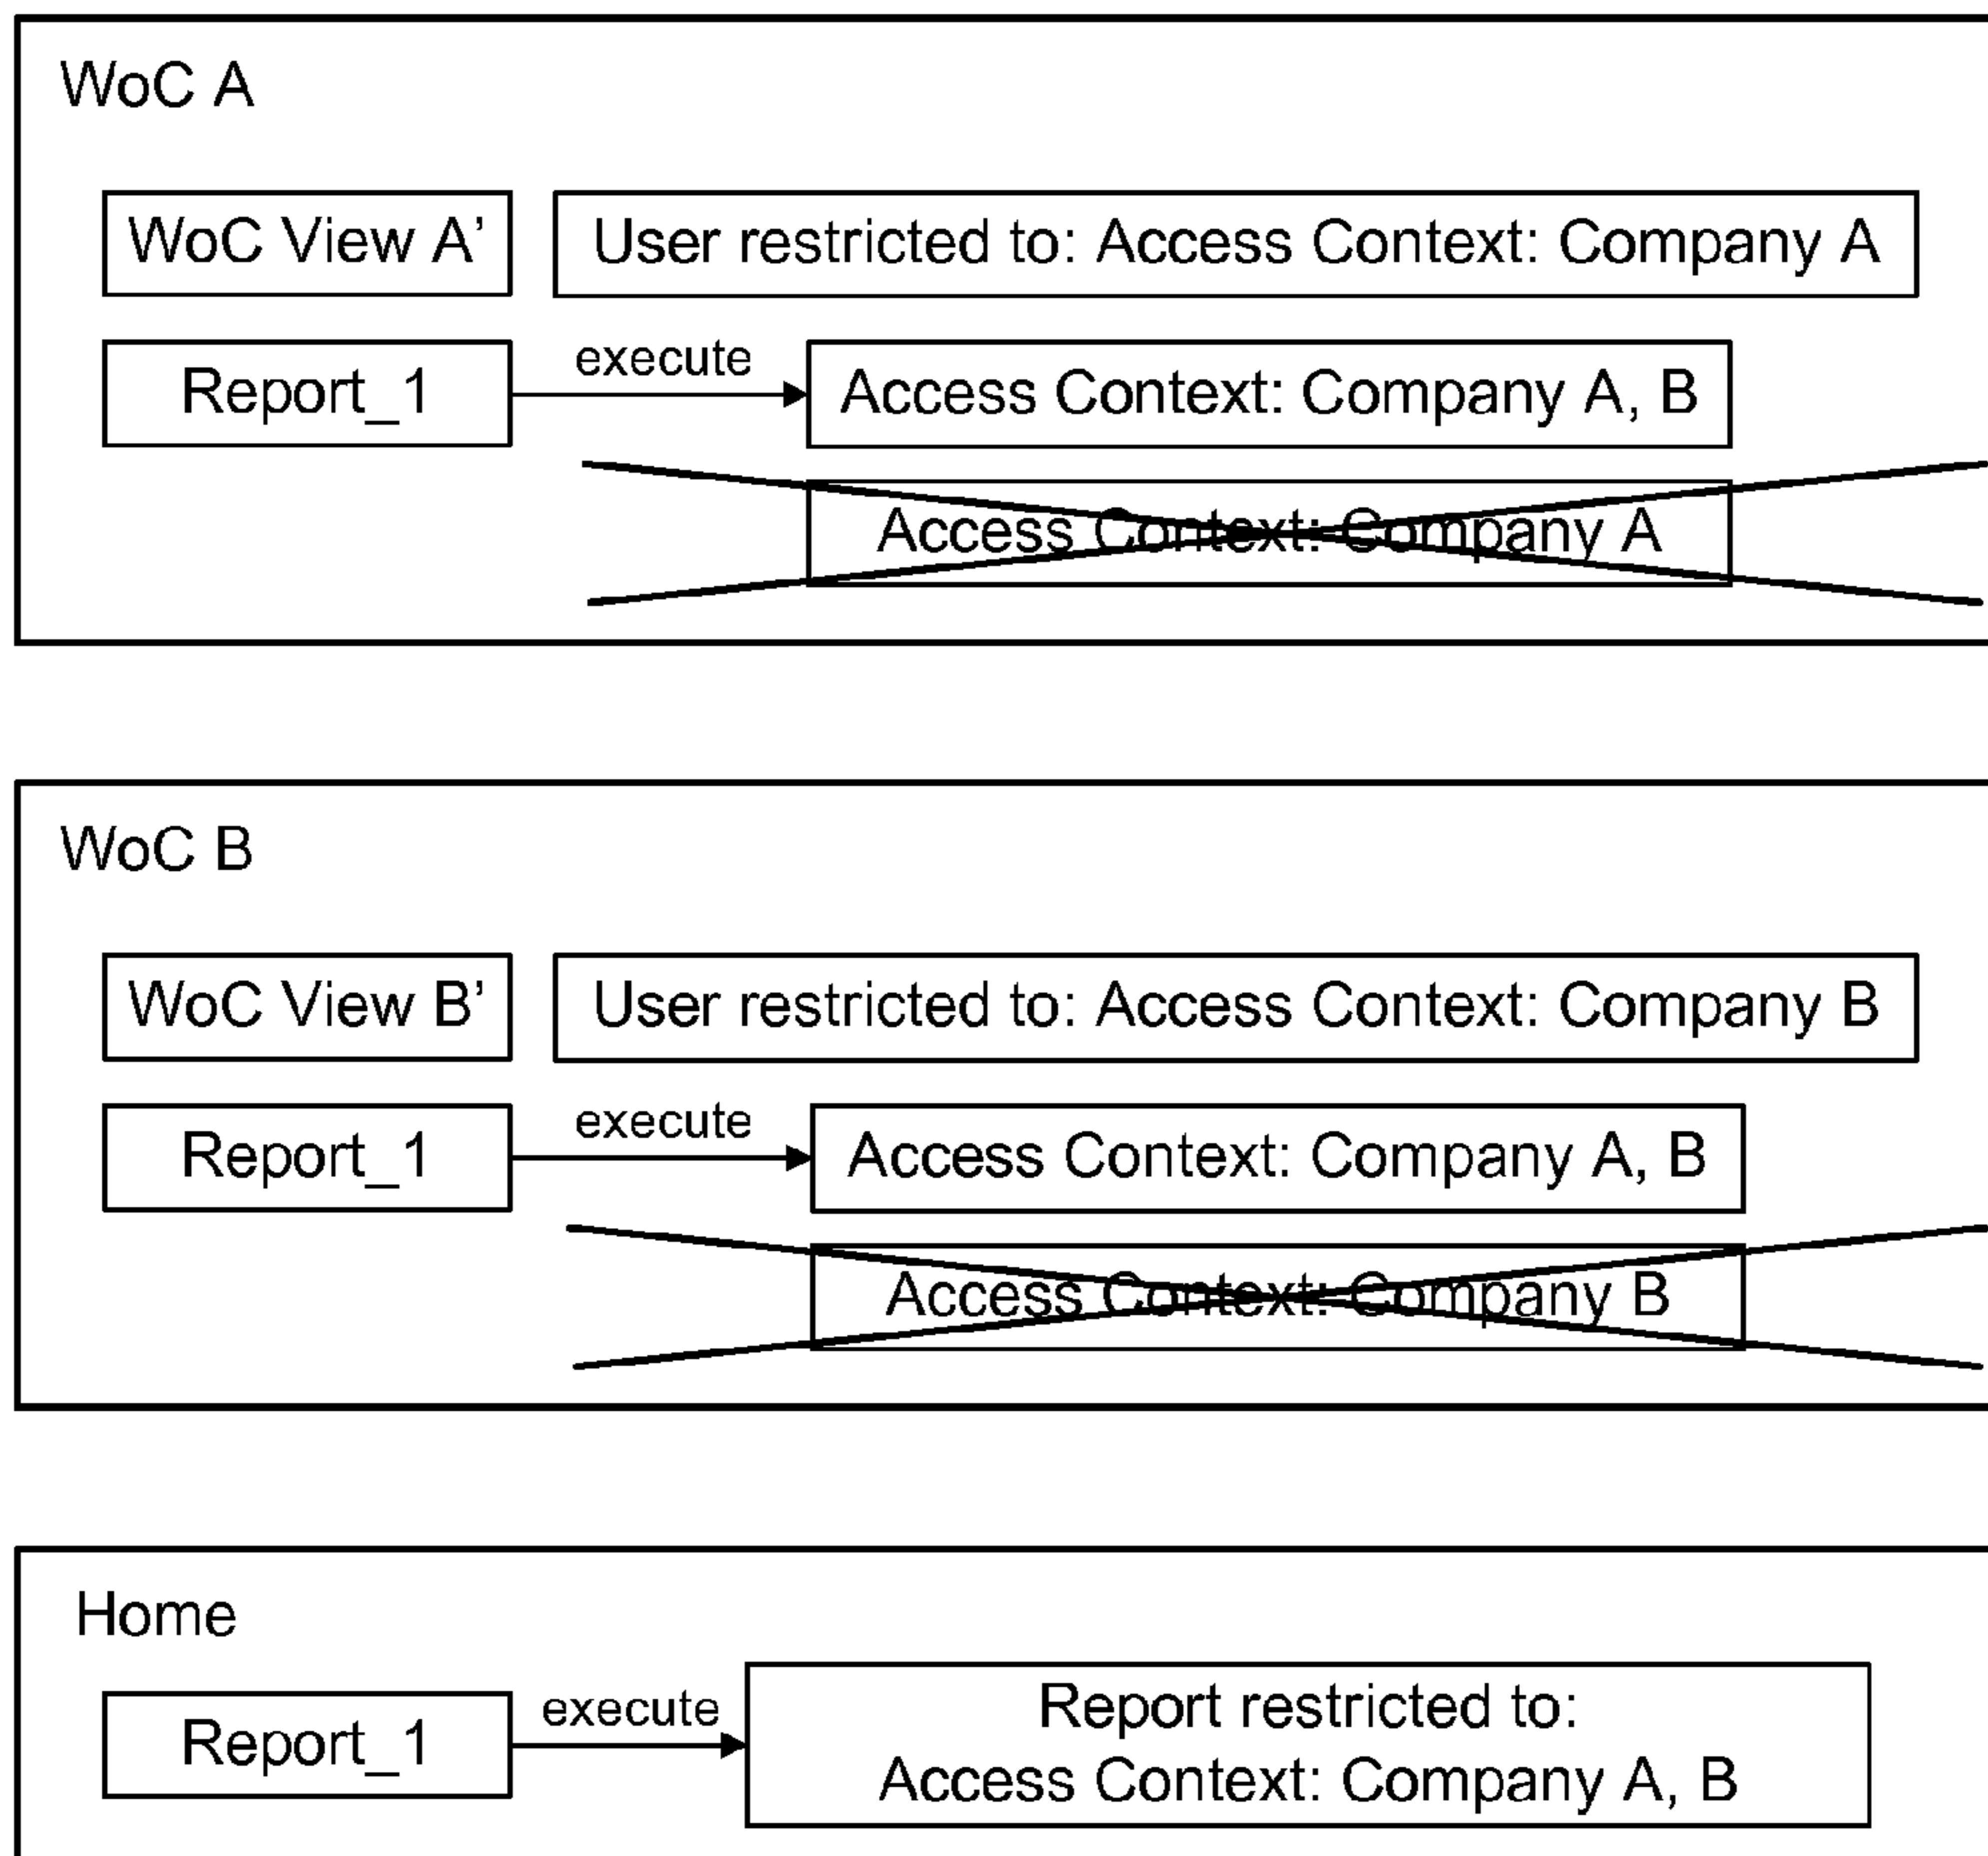 WoC A
WoC View A’
User restricted to: Access Context: Company A
Report_1
execute
Access Context: Company A, B
Access Context: Company A
WoC B
WoC View B’
User restricted to: Access Context: Company B
Report_1
execute
Access Context: Company A, B
Access Context: Company B
Home
Report_1
execute
Report restricted to:
Access Context: Company A, B